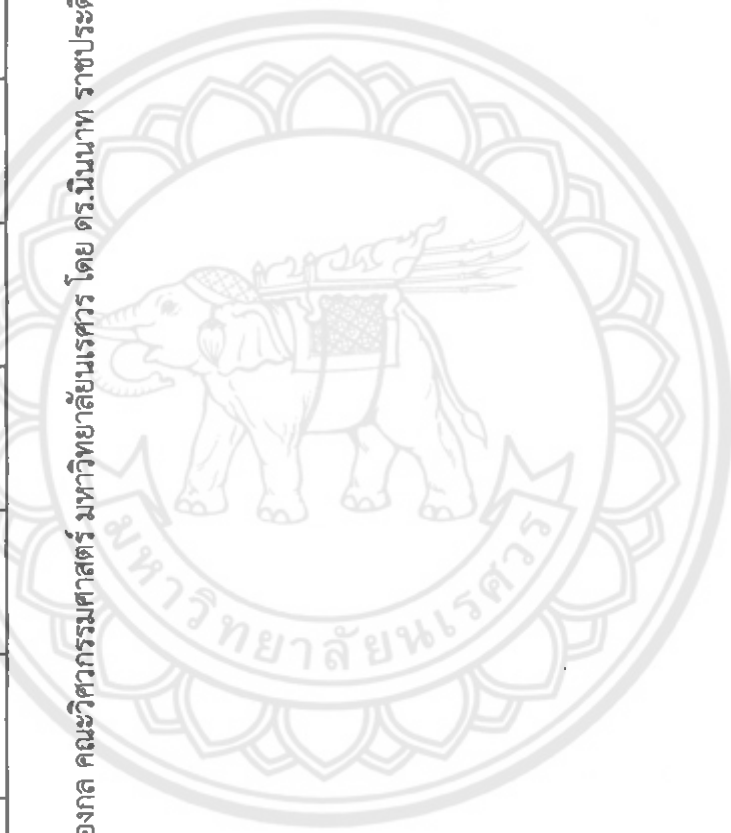 องกล คณะวิศวกรรมศาสตร์ มหาวิทยาลัยนเรศวร โดย ดร.นินนาท ราชประดิ
มหาวิทยาลัยนเรศวร